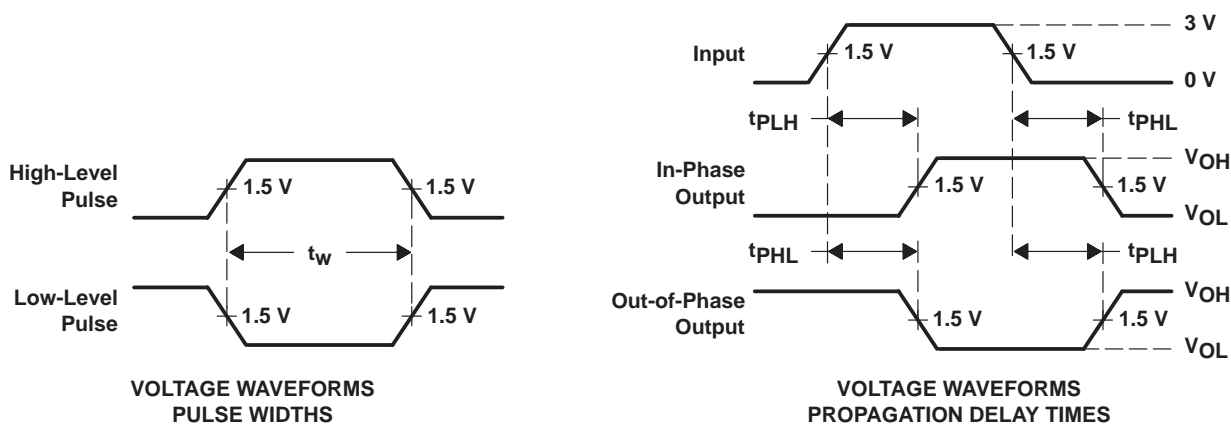 High-Level
Pulse
1.5 V
1.5 V
tw
Low-Level
Pulse
1.5 V
1.5 V
VOLTAGE WAVEFORMS
PULSE WIDTHS
Input
1.5 V
1.5 V
3 V
0 V
tPLH
tPHL
In-Phase
Output
1.5 V
1.5 V
VOH
VOL
tPHL
tPLH
Out-of-Phase
Output
1.5 V
1.5 V
VOH
VOL
VOLTAGE WAVEFORMS
PROPAGATION DELAY TIMES